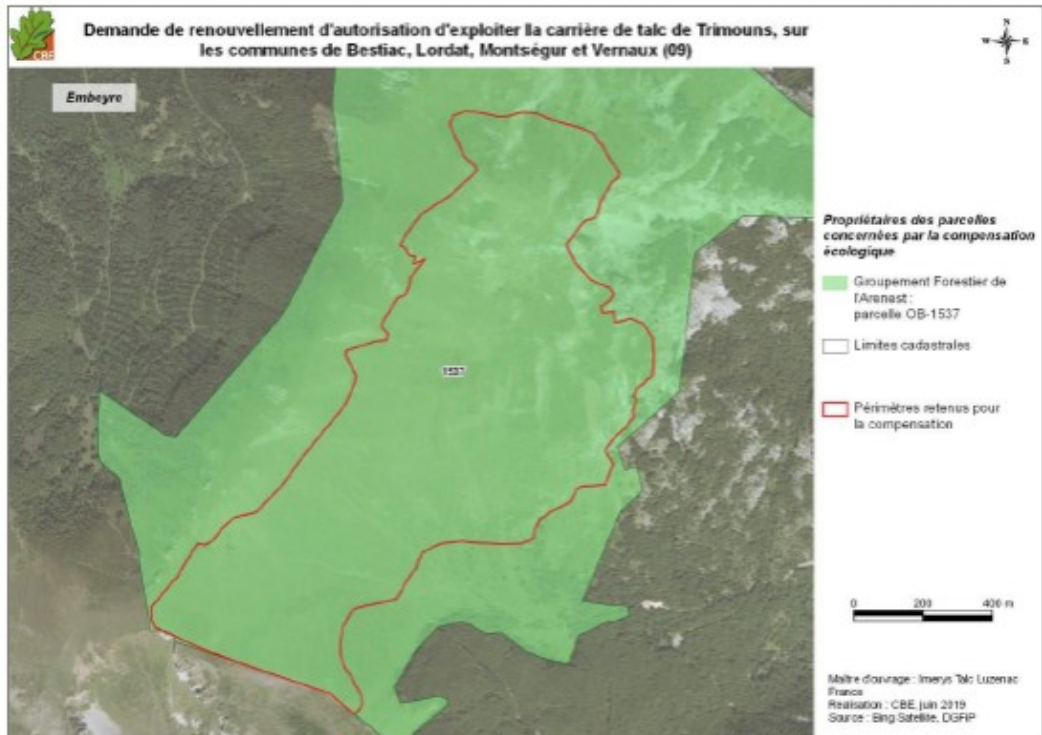 Demande de renouvellement d'autorisation d'exploiter lla carrière de talc de Trimouns, sur
les communes de Bestiac, Lordat, Montségur et Vernaux (09)
CBE
N
W E
S
Embeyre
1537
Propriétaires des parcelles
concernées par la compensation
écologique
Groupement Forestier de
l'Arenast :
parcelle OB-1537
Limites cadastrales
Périmètres retenus pour
la compensation
0 200 400 m
Maître d'ouvrage : Imerys Talc Luzenac
France
Réalisation : CBE, juin 2019
Source : Bing Satellite, DGFiP